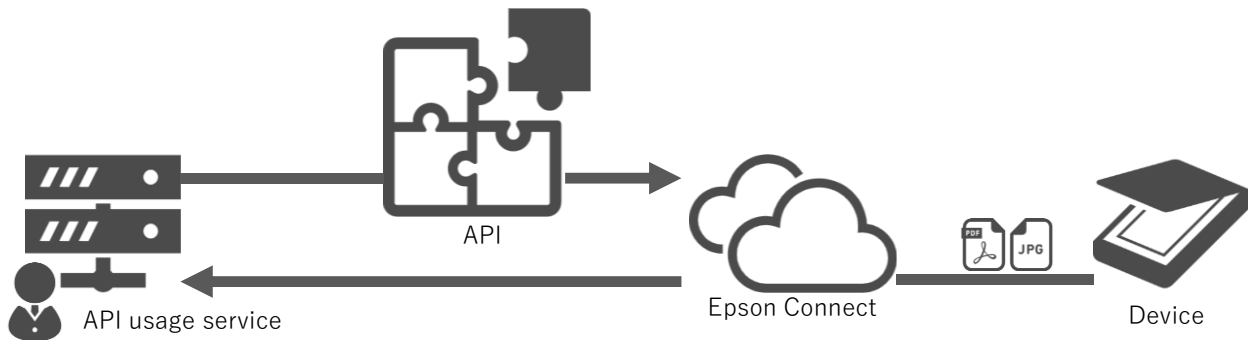 API
PDF
JPG
Epson Connect
API usage service
Device